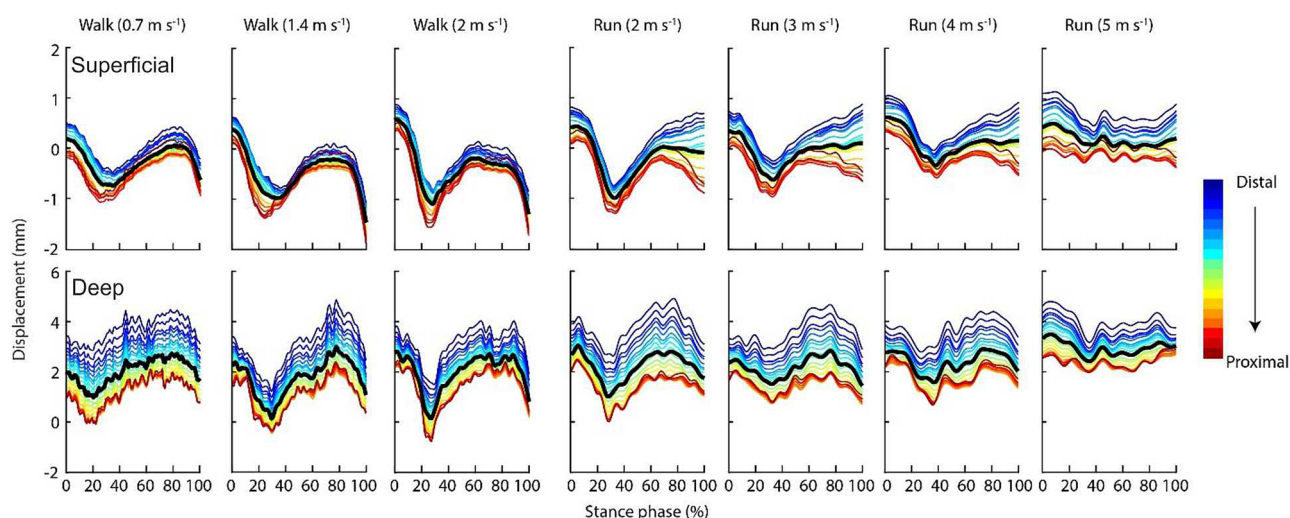 Walk (0.7 m s⁻¹) Walk (1.4 m s⁻¹) Walk (2 m s⁻¹) Run (2 m s⁻¹) Run (3 m s⁻¹) Run (4 m s⁻¹) Run (5 m s⁻¹)
2
Superficial
1
0
-1
-2
6
Deep
4
2
0
-2
Displacement (mm)
0 20 40 60 80 100 0 20 40 60 80 100 0 20 40 60 80 100 0 20 40 60 80 100 0 20 40 60 80 100 0 20 40 60 80 100 0 20 40 60 80 100
Stance phase (%)
Distal
Proximal